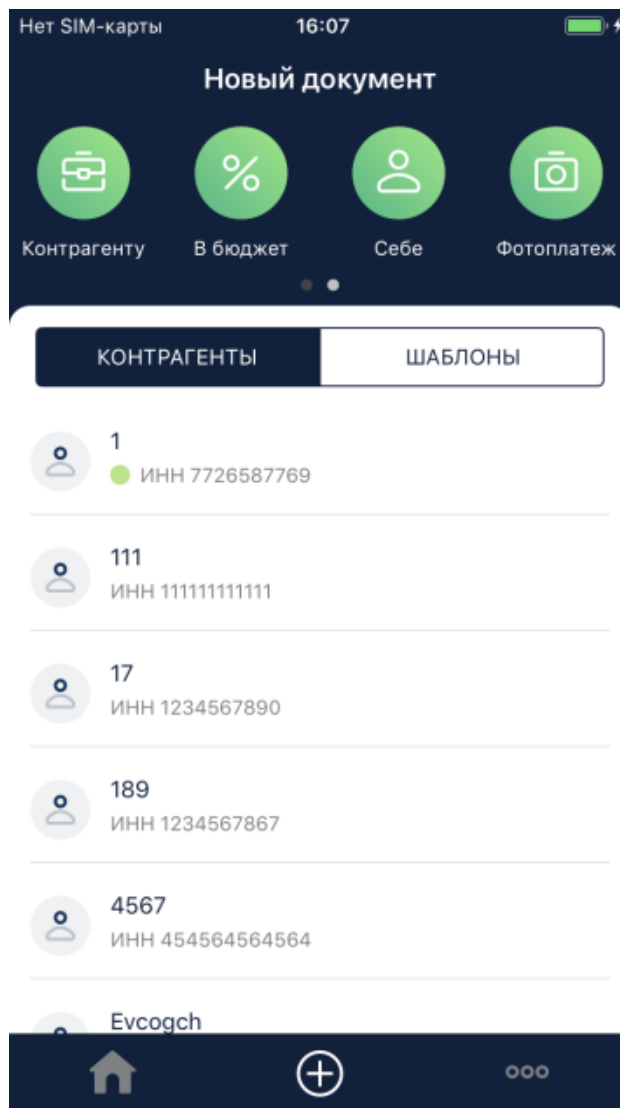 Нет SIM-карты 16:07
Новый документ
Контрагенту В бюджет Себе Фотоплатеж
КОНТРАГЕНТЫ ШАБЛОНЫ
1
ИНН 7726587769
111
ИНН 111111111111
17
ИНН 1234567890
189
ИНН 1234567867
4567
ИНН 454564564564
Evcogch